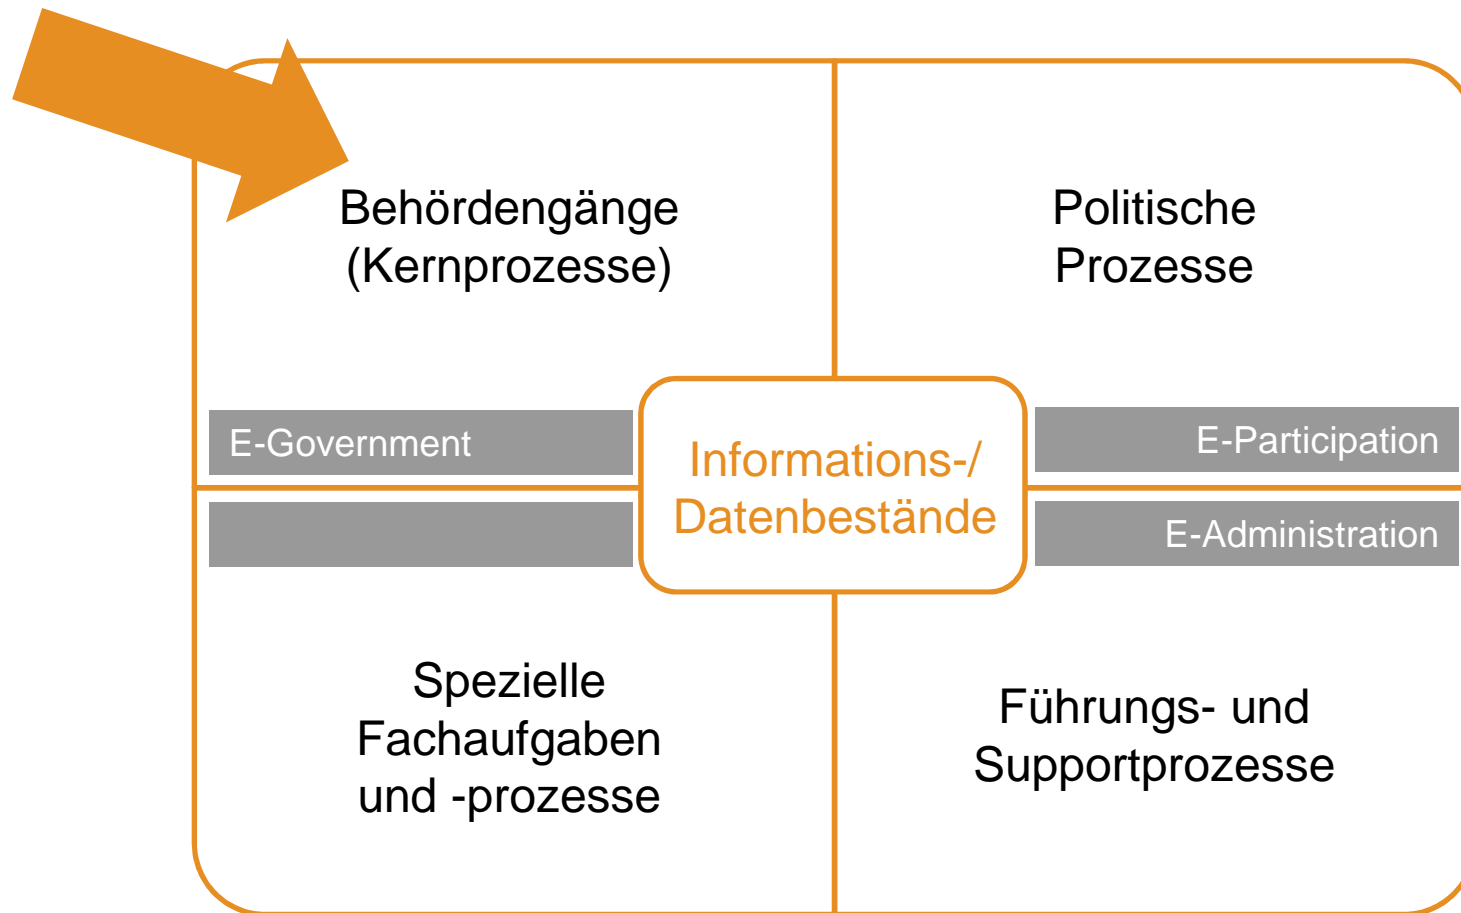 Behördengänge
(Kernprozesse)
Politische
Prozesse
E-Government
Informations-/
Datenbestände
E-Participation
E-Administration
Spezielle
Fachaufgaben
und -prozesse
Führungs- und
Supportprozesse